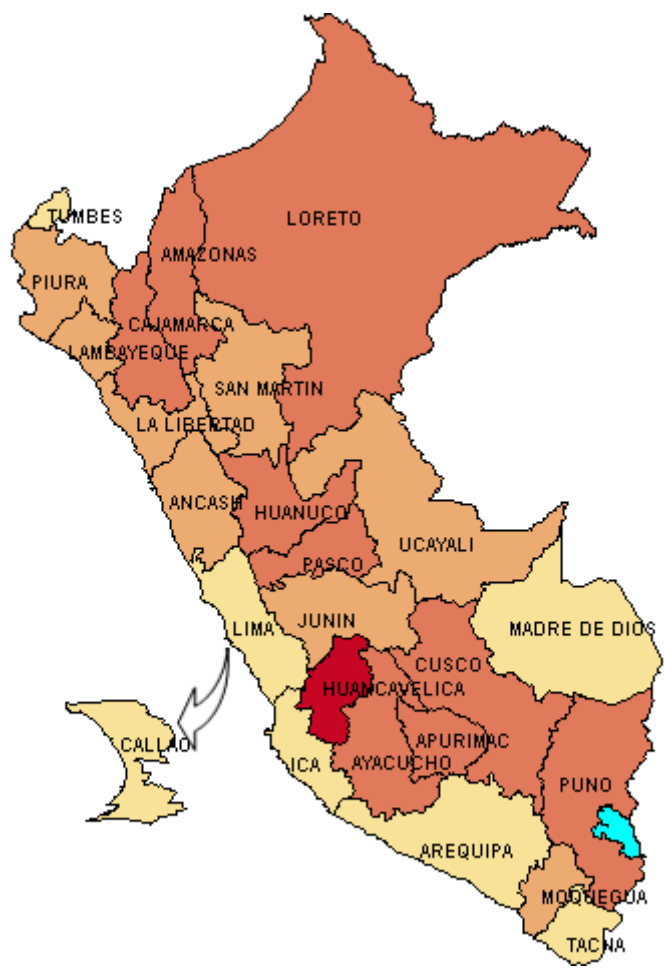 LORETO
TUMBES
AMAZONAS
PIURA
CAJAMARCA
LAMBAYEQUE
SAN MARTIN
LA LIBERTAD
ANCASH
HUANUCO
UCAYALI
PASCO
JUNIN
LIMA
MADRE DE DIOS
CUSCO
HUANCAVELICA
CALLAO
APURIMAC
ICA
AYACUCHO
PUNO
AREQUIPA
MOQUEGUA
TACNA